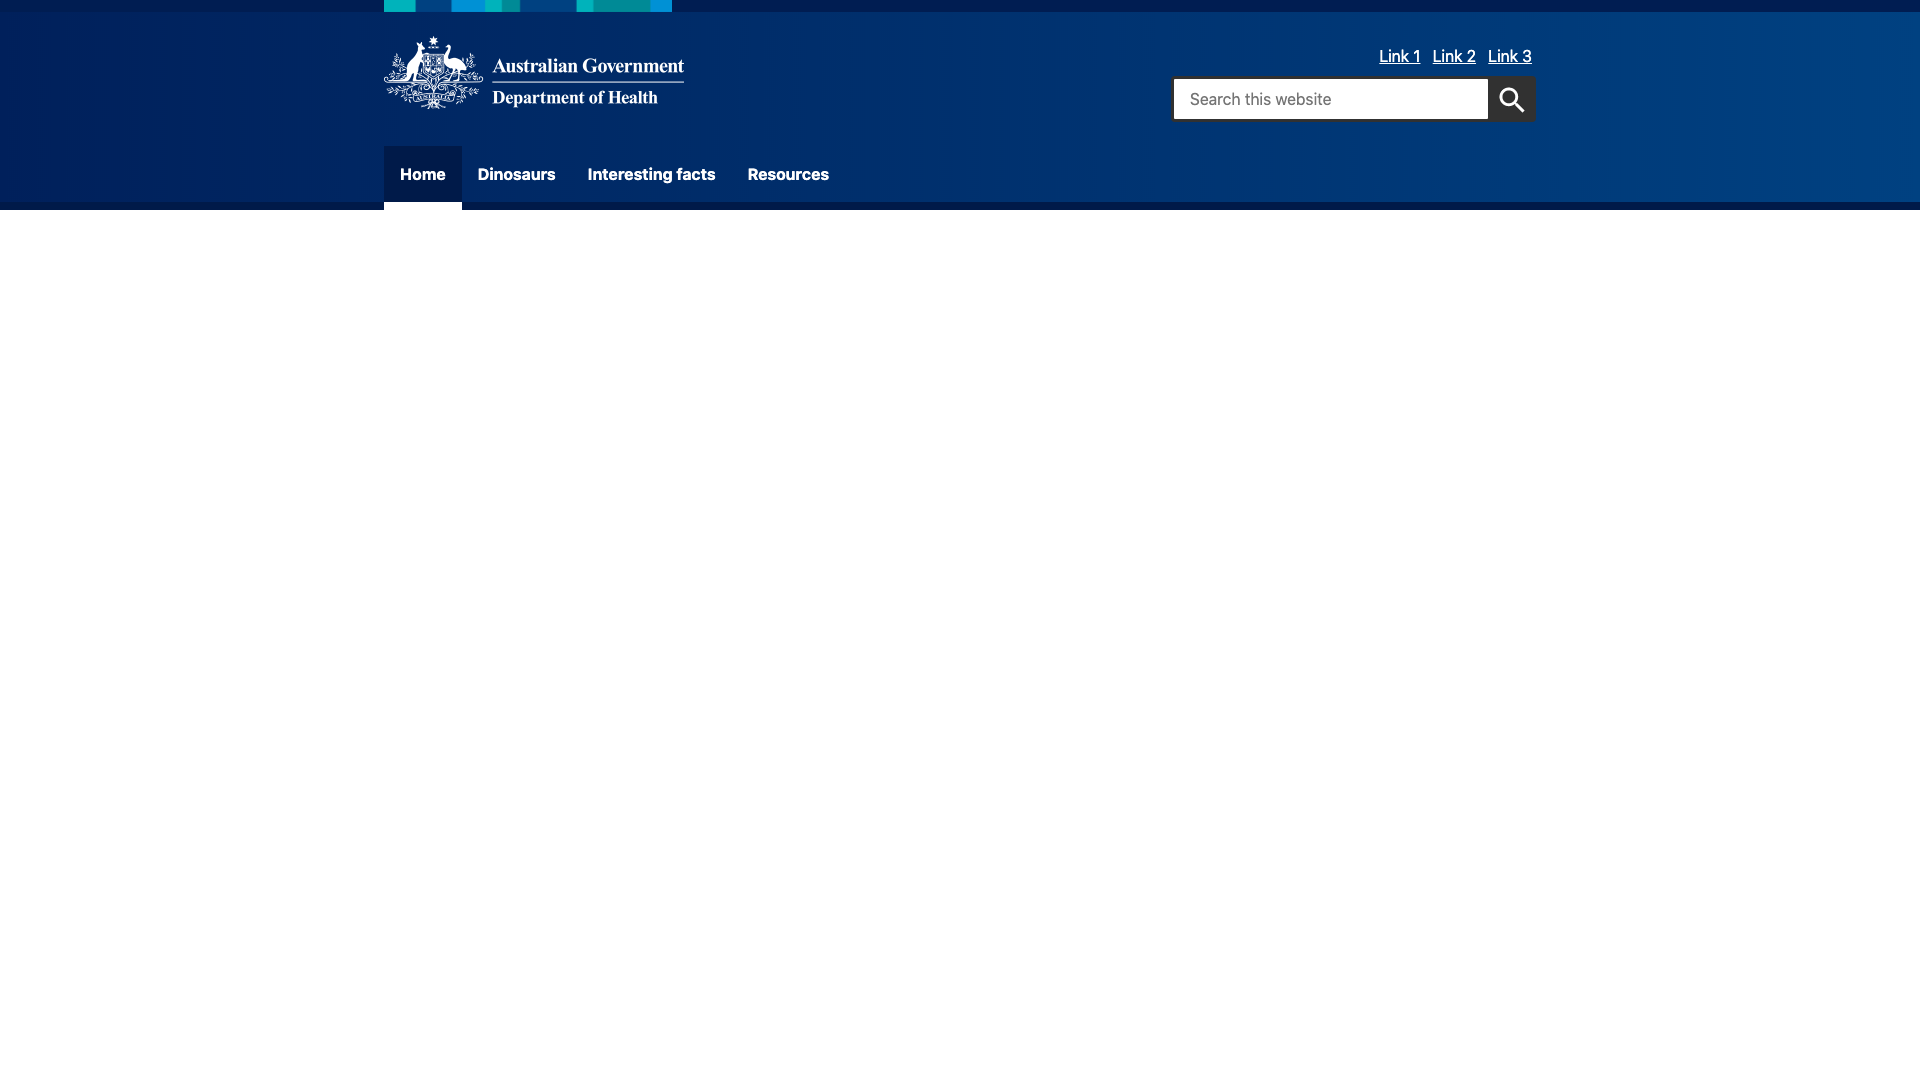 Australian Government
Department of Health
Link 1 Link 2 Link 3
Search this website
Home Dinosaurs Interesting facts Resources